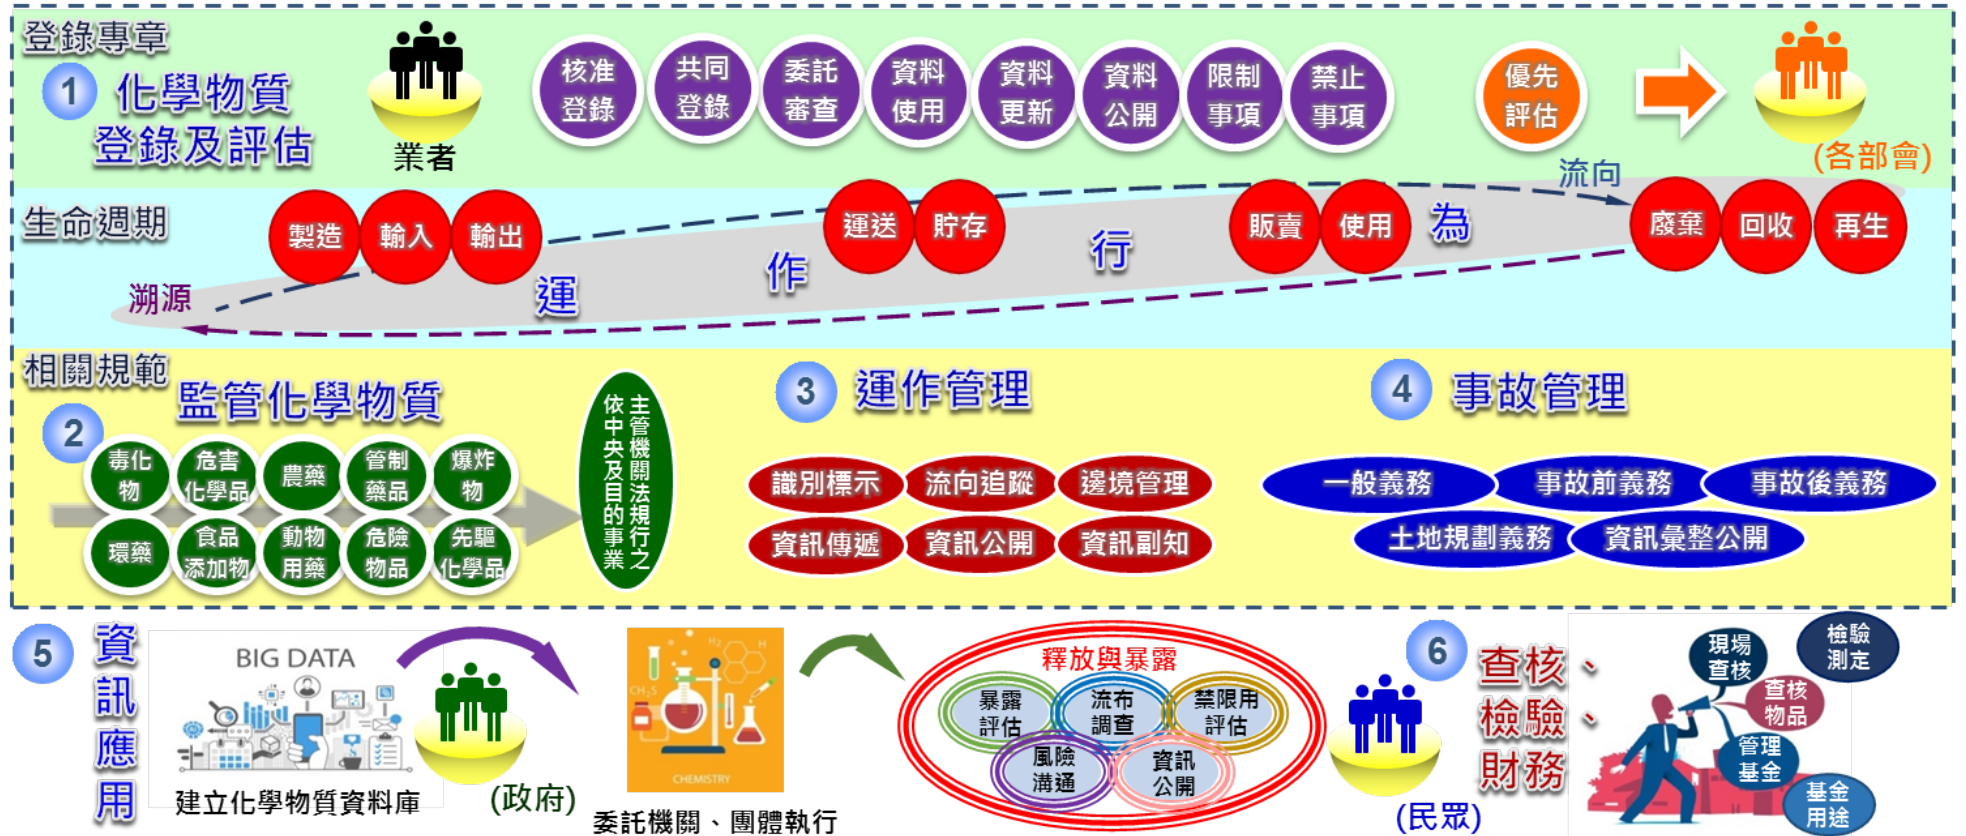 登錄專章
1
化學物質
登錄及評估
業者
核准
登錄
共同
登錄
委託
審查
資料
使用
資料
更新
資料
公開
限制
事項
禁止
事項
優先
評估
(各部會)
生命週期
製造
輸入
輸出
運送
貯存
販賣
使用
廢棄
回收
再生
流向
溯源
運
作
行
為
相關規範
2
監管化學物質
毒化
物
危害
化學品
農藥
管制
藥品
爆炸
物
環藥
食品
添加物
動物
用藥
危險
物品
先驅
化學品
依中央及目的事業
主管機關法規行之
3
運作管理
識別標示
流向追蹤
邊境管理
資訊傳遞
資訊公開
資訊副知
4
事故管理
一般義務
事故前義務
事故後義務
土地規劃義務
資訊彙整公開
5
資訊應用
BIG DATA
建立化學物質資料庫
(政府)
H₂
H
CH₂S
CHEMISTRY
委託機關、團體執行
釋放與暴露
暴露
評估
流布
調查
禁限用
評估
風險
溝通
資訊
公開
(民眾)
6
查核、
檢驗、
財務
現場
查核
檢驗
測定
查核
物品
管理
基金
基金
用途